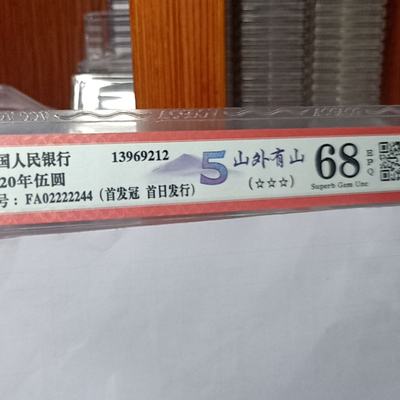 国人民银行 13969212 5 山外有山 68 EPQ
20年伍圆 (☆☆☆) Superb Gem Unc
号: FA02222244 (首发冠 首日发行)